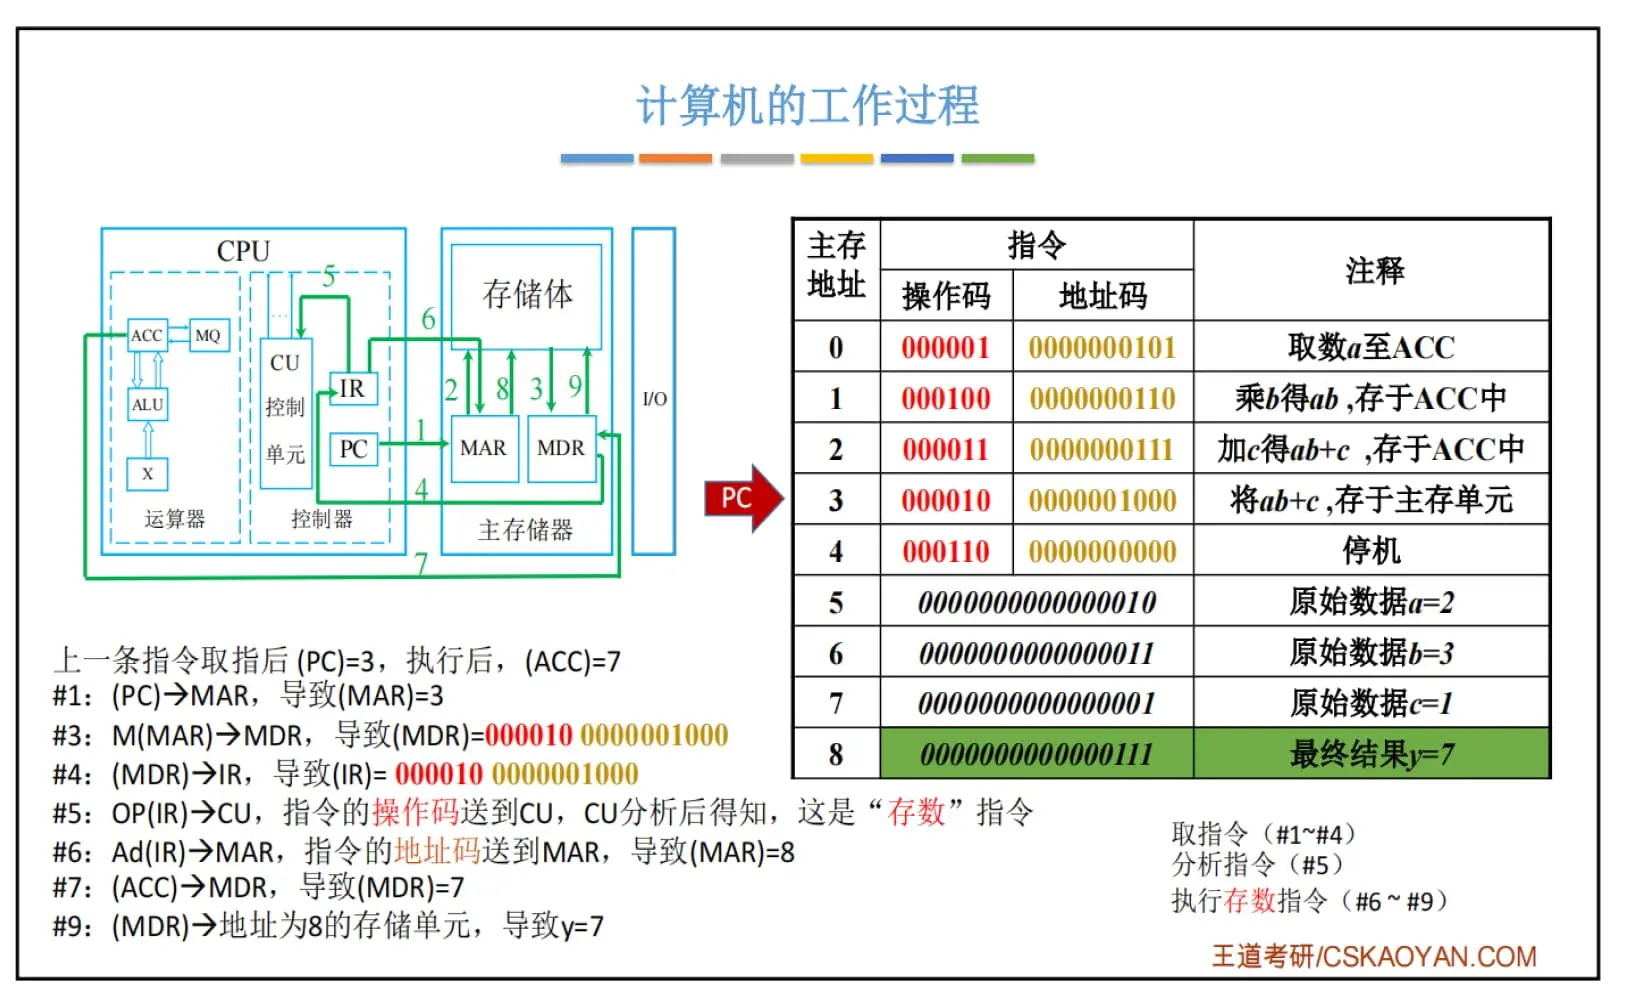 计算机的工作过程
CPU
5
…
ACC
MQ
CU
控制
单元
IR
ALU
PC
X
运算器
控制器
存储体
6
2
8
3
9
1
MAR
MDR
4
主存储器
7
I/O
PC
主存地址 指令 注释
操作码 地址码
0 000001 0000000101 取数a至ACC
1 000100 0000000110 乘b得ab ,存于ACC中
2 000011 0000000111 加c得ab+c ,存于ACC中
3 000010 0000001000 将ab+c ,存于主存单元
4 000110 0000000000 停机
5 0000000000000010 原始数据a=2
6 0000000000000011 原始数据b=3
7 0000000000000001 原始数据c=1
8 0000000000000111 最终结果y=7
上一条指令取指后 (PC)=3，执行后，(ACC)=7
#1：(PC)→MAR，导致(MAR)=3
#3：M(MAR)→MDR，导致(MDR)=000010 0000001000
#4：(MDR)→IR，导致(IR)= 000010 0000001000
#5：OP(IR)→CU，指令的操作码送到CU，CU分析后得知，这是“存数”指令
#6：Ad(IR)→MAR，指令的地址码送到MAR，导致(MAR)=8
#7：(ACC)→MDR，导致(MDR)=7
#9：(MDR)→地址为8的存储单元，导致y=7
取指令（#1~#4）
分析指令（#5）
执行存数指令（#6 ~ #9）
王道考研/CSKAOYAN.COM